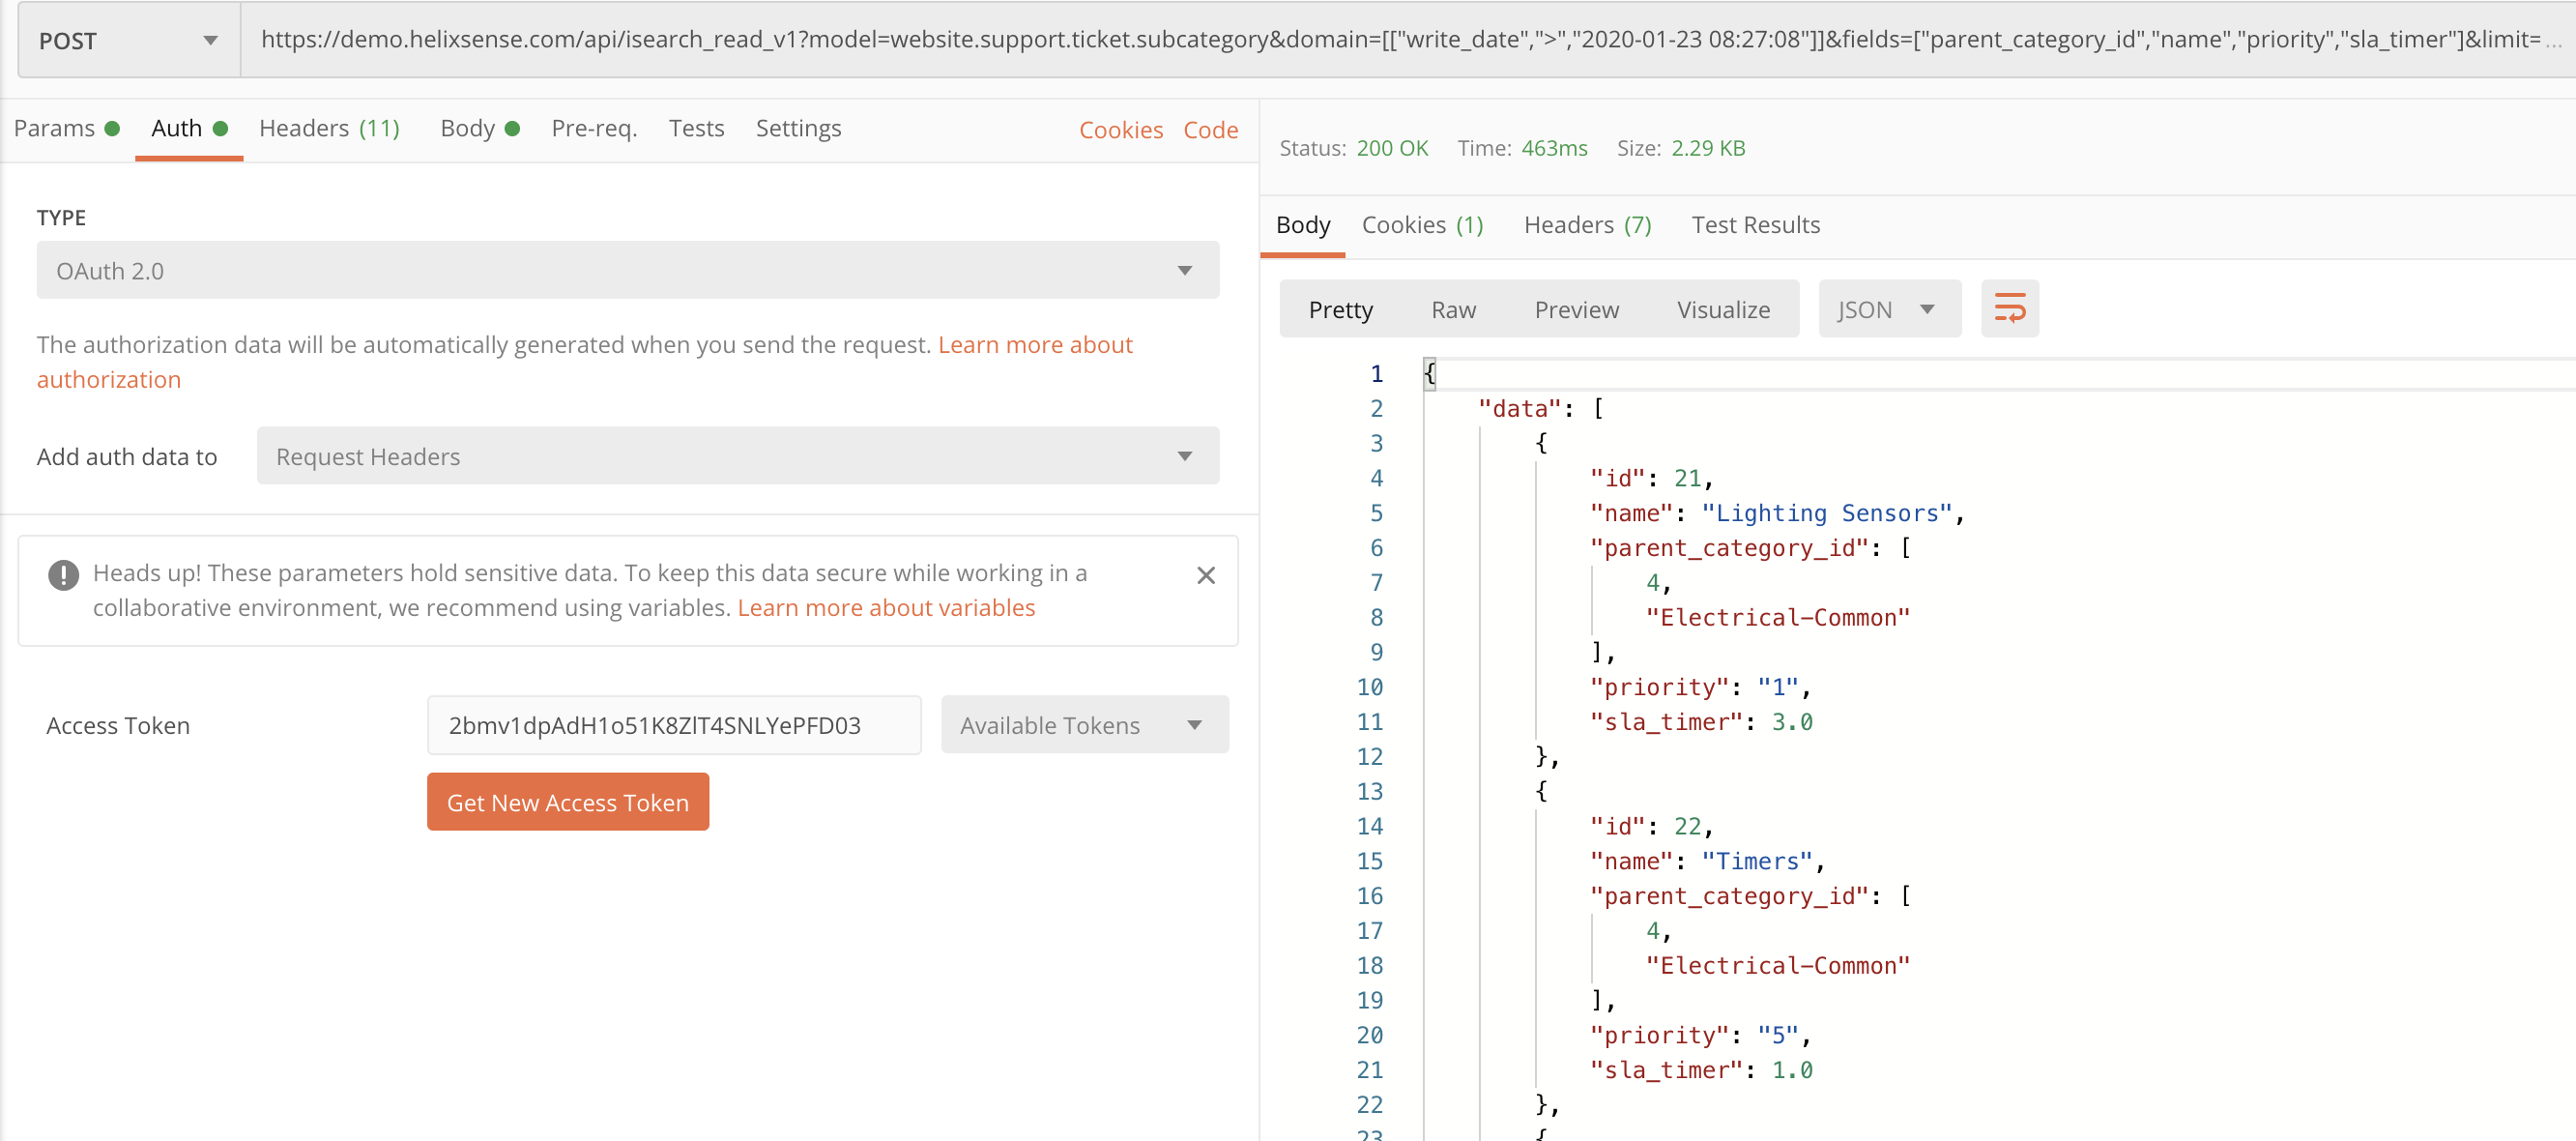 POST
https://demo.helixsense.com/api/isearch_read_v1?model=website.support.ticket.subcategory&domain=[["write_date",">","2020-01-23 08:27:08"]]&fields=["parent_category_id","name","priority","sla_timer"]&limit= ...
Params Auth Headers (11) Body Pre-req. Tests Settings Cookies Code
TYPE
OAuth 2.0
The authorization data will be automatically generated when you send the request. Learn more about
authorization
Add auth data to Request Headers
Heads up! These parameters hold sensitive data. To keep this data secure while working in a
collaborative environment, we recommend using variables. Learn more about variables
Access Token 2bmv1dpAdH1o51K8ZlT4SNLYePFD03 Available Tokens
Get New Access Token
Status: 200 OK Time: 463ms Size: 2.29 KB
Body Cookies (1) Headers (7) Test Results
Pretty Raw Preview Visualize JSON
1 {
2 "data": [
3 {
4 "id": 21,
5 "name": "Lighting Sensors",
6 "parent_category_id": [
7 4,
8 "Electrical-Common"
9 ],
10 "priority": "1",
11 "sla_timer": 3.0
12 },
13 {
14 "id": 22,
15 "name": "Timers",
16 "parent_category_id": [
17 4,
18 "Electrical-Common"
19 ],
20 "priority": "5",
21 "sla_timer": 1.0
22 },
23 {